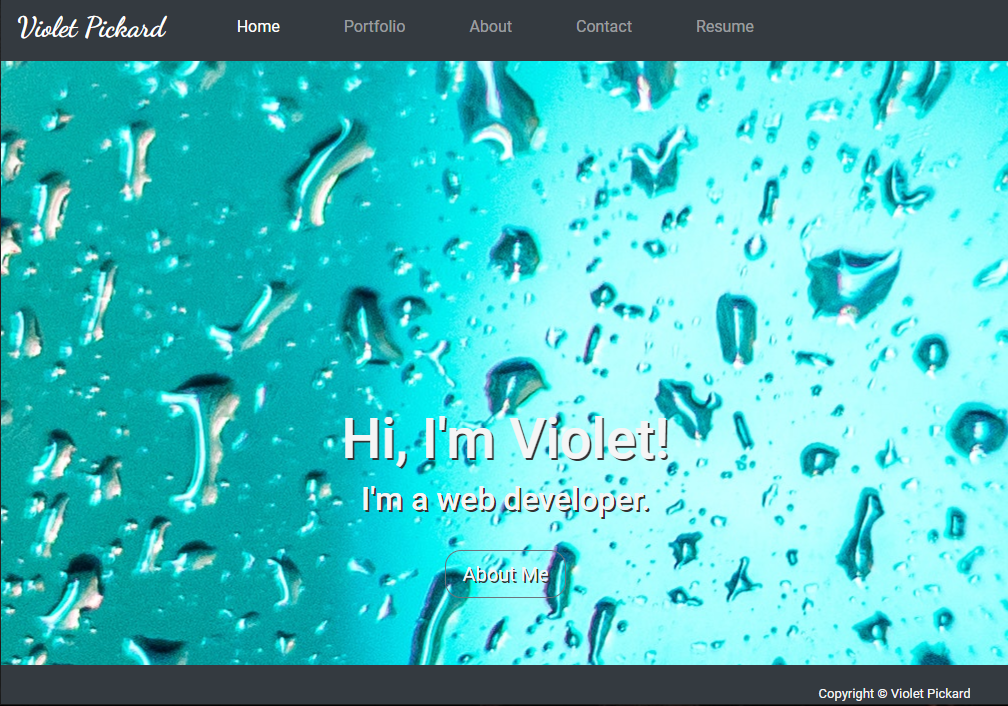 Violet Pickard Home Portfolio About Contact Resume
Hi, I'm Violet!
I'm a web developer.
About Me
Copyright © Violet Pickard